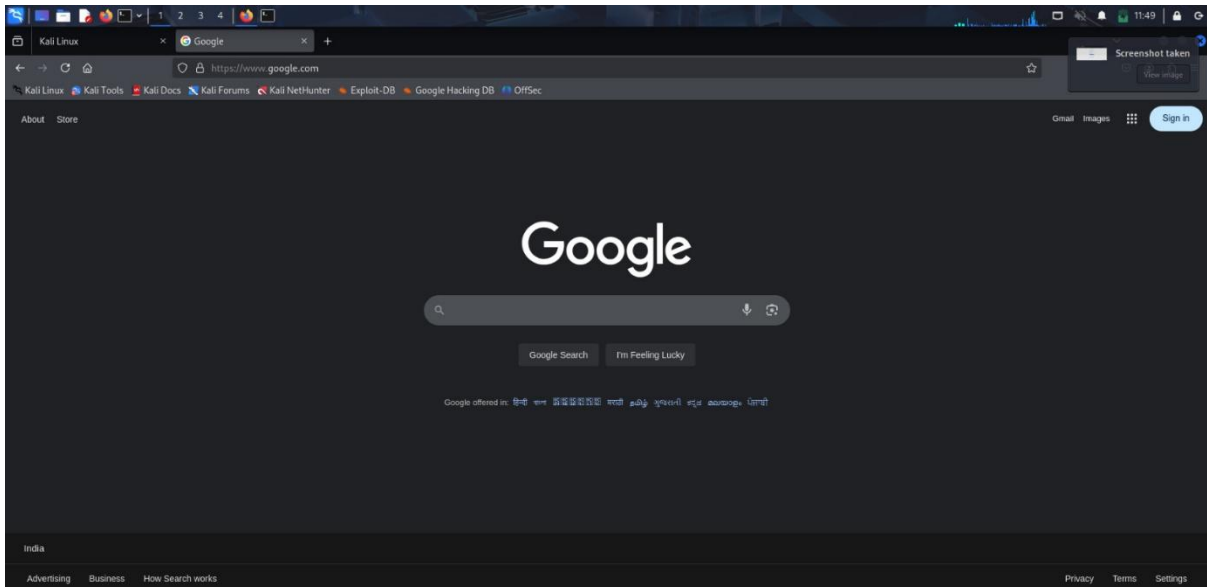 1 2 3 4 11:49
Kali Linux Google
Screenshot taken
https://www.google.com
View image
Kali Linux Kali Tools Kali Docs Kali Forums Kali NetHunter Exploit-DB Google Hacking DB OffSec
About Store Gmail Images Sign in
Google
Google Search I'm Feeling Lucky
Google offered in: हिन्दी বাংলা मराठी தமிழ் ગુજરાતી ಕನ್ನಡ മലയാളം ਪੰਜਾਬੀ
India
Advertising Business How Search works Privacy Terms Settings